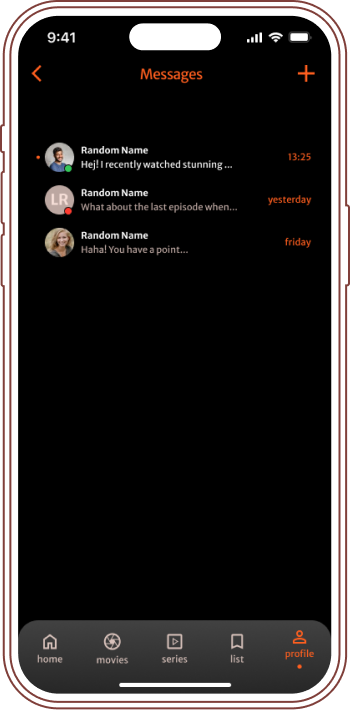 9:41
Messages
Random Name
Hej! I recently watched stunning ...
13:25
LR
Random Name
What about the last episode when...
yesterday
Random Name
Haha! You have a point...
friday
home
movies
series
list
profile